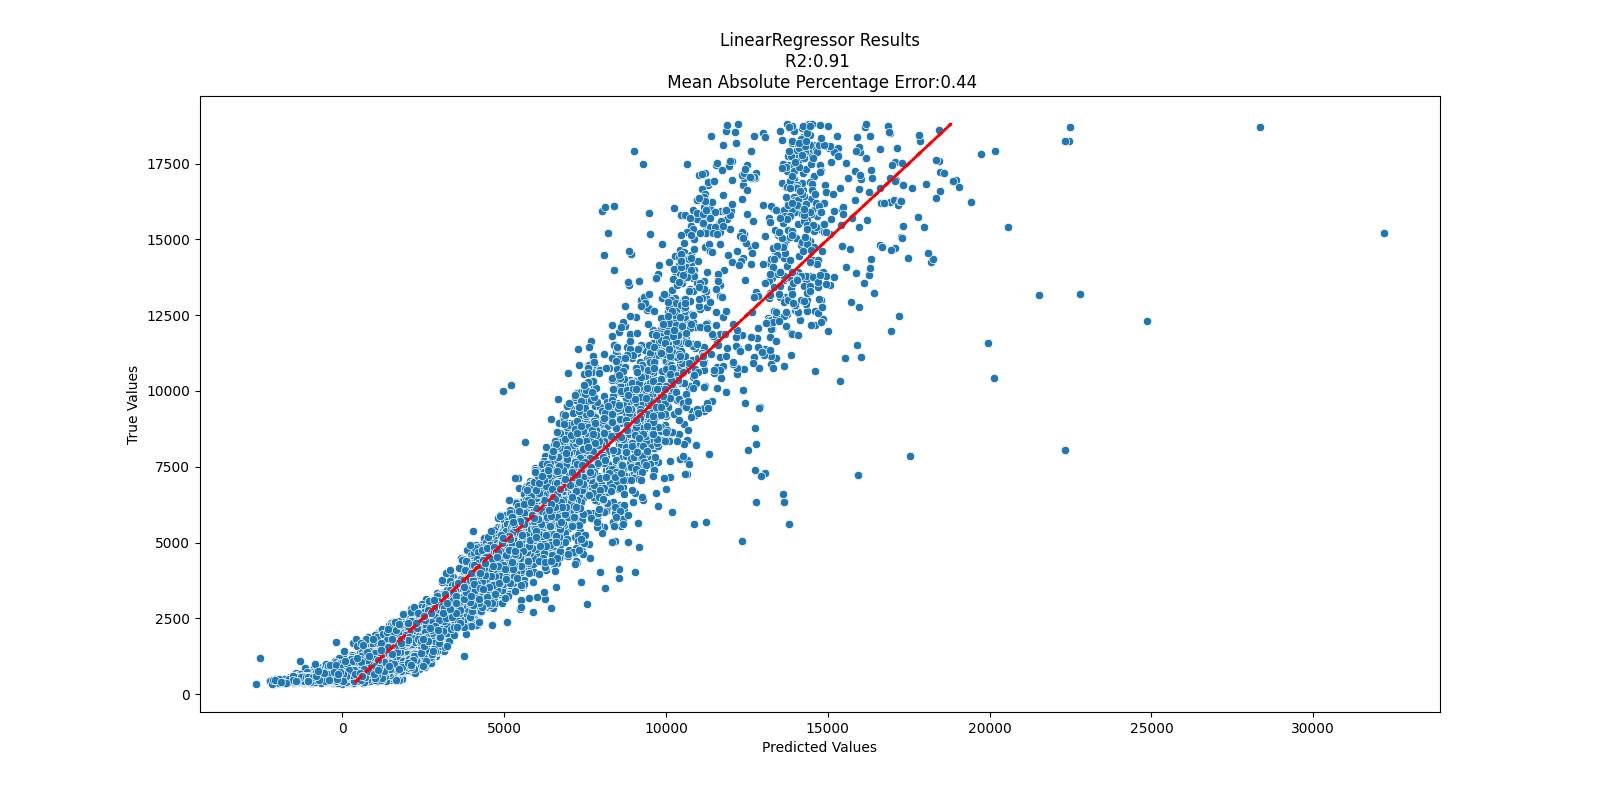 LinearRegressor Results
R2:0.91
Mean Absolute Percentage Error:0.44
17500
15000
12500
10000
7500
5000
2500
0
True Values
0 5000 10000 15000 20000 25000 30000
Predicted Values